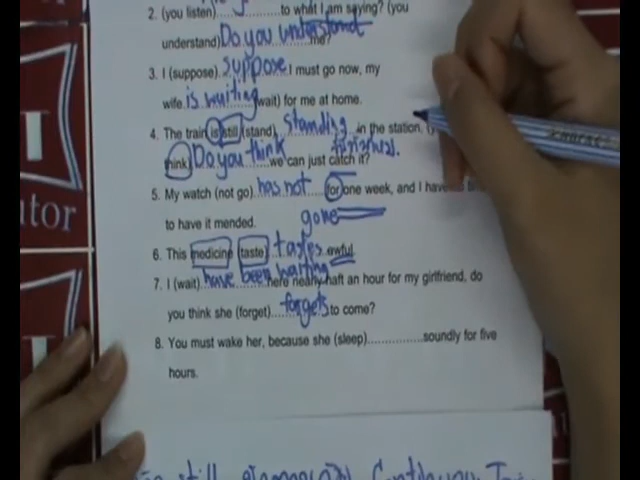 2. (you listen) ............ to what I am saying? (you
understand) Do you understand me?
3. I (suppose). suppose I must go now, my
wife is waiting (wait) for me at home.
4. The train is still (stand) standing in the station,
think) Do you think we can just catch it?
5. My watch (not go) has not for one week, and I have
gone
to have it mended.
6. This medicine (taste) tastes awful.
7. I (wait) have been waiting here nearly haft an hour for my girlfriend, do
you think she (forget) forgets to come?
8. You must wake her, because she (sleep).............. soundly for five
hours.
I
utor
still
Continuous